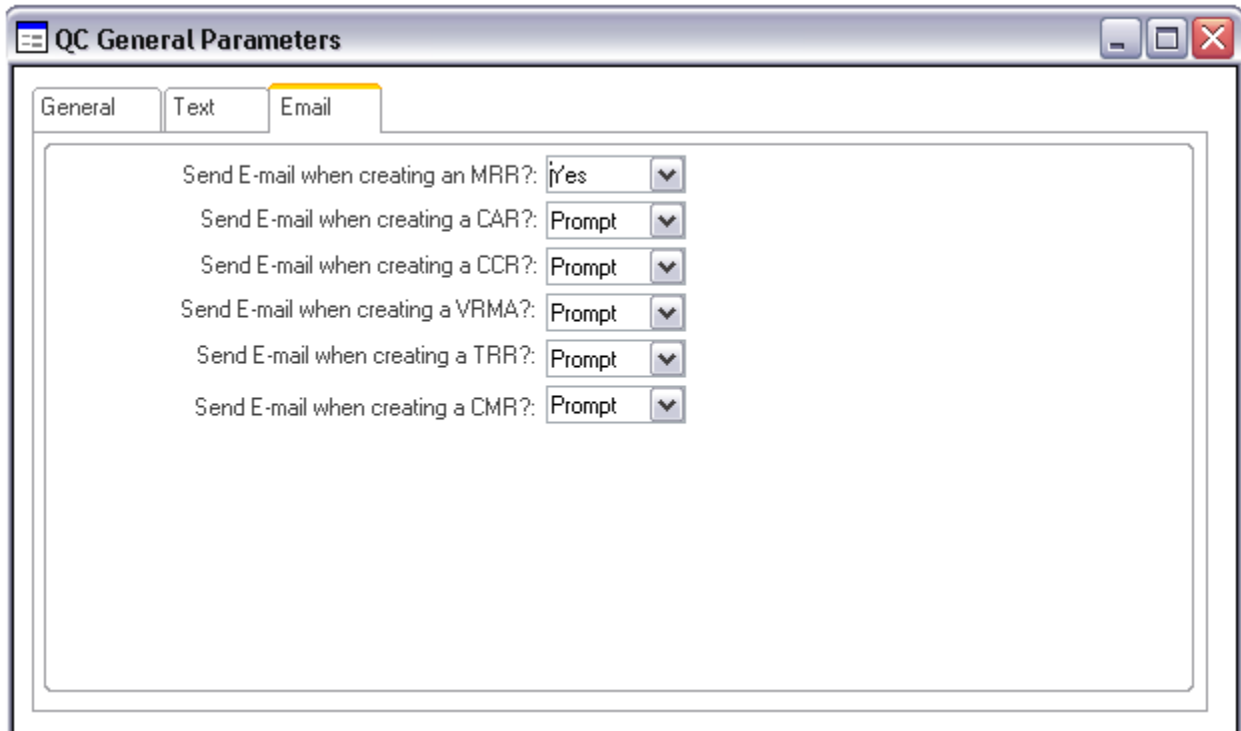 QC General Parameters
General Text Email
Send E-mail when creating an MRR?: Yes
Send E-mail when creating a CAR?: Prompt
Send E-mail when creating a CCR?: Prompt
Send E-mail when creating a VRMA?: Prompt
Send E-mail when creating a TRR?: Prompt
Send E-mail when creating a CMR?: Prompt